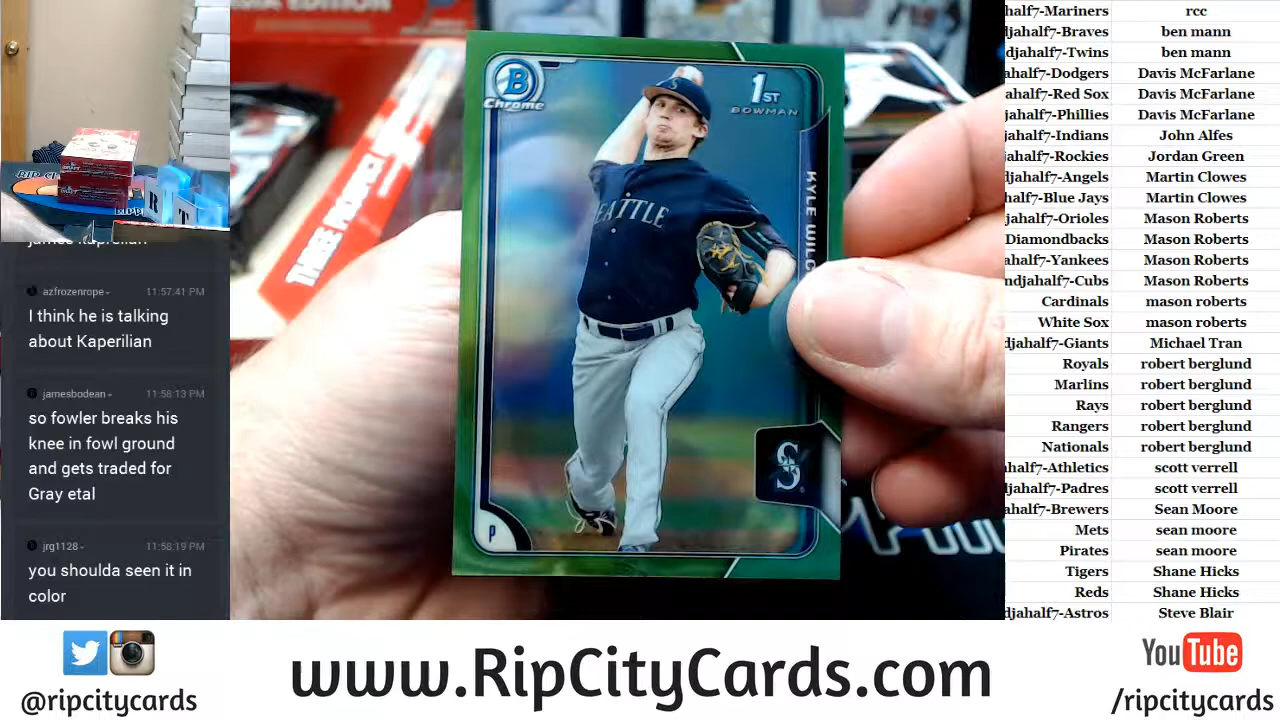 james Kaprelian
azfrozenrope
11:57:41 PM
I think he is talking
about Kaperilian
jamesbodean
11:58:13 PM
so fowler breaks his
knee in fowl ground
and gets traded for
Gray etal
jrg1128
11:58:19 PM
you shoulda seen it in
color
B
Chrome
1ST
BOWMAN
KYLE WILC
SEATTLE
S
P
half7-Mariners rcc
djahalf7-Braves ben mann
djahalf7-Twins ben mann
ahalf7-Dodgers Davis McFarlane
half7-Red Sox Davis McFarlane
ahalf7-Phillies Davis McFarlane
jahalf7-Indians John Alfes
ahalf7-Rockies Jordan Green
djahalf7-Angels Martin Clowes
half7-Blue Jays Martin Clowes
ahalf7-Orioles Mason Roberts
Diamondbacks Mason Roberts
jahalf7-Yankees Mason Roberts
ndjahalf7-Cubs Mason Roberts
Cardinals mason roberts
White Sox mason roberts
djahalf7-Giants Michael Tran
Royals robert berglund
Marlins robert berglund
Rays robert berglund
Rangers robert berglund
Nationals robert berglund
half7-Athletics scott verrell
djahalf7-Padres scott verrell
half7-Brewers Sean Moore
Mets sean moore
Pirates sean moore
Tigers Shane Hicks
Reds Shane Hicks
djahalf7-Astros Steve Blair
@ripcitycards
www.RipCityCards.com
YouTube
/ripcitycards